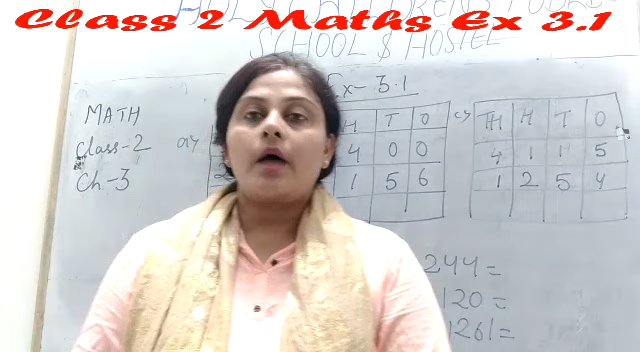 Class 2 Maths Ex 3.1
SCHOOL & HOSTEL
Ex-3.1
MATH
Class-2
Ch-3
a)
H T O
4 0 0
1 5 6
c)
TH H T O
4 1 1 5
1 2 5 4
244=
120=
1261=